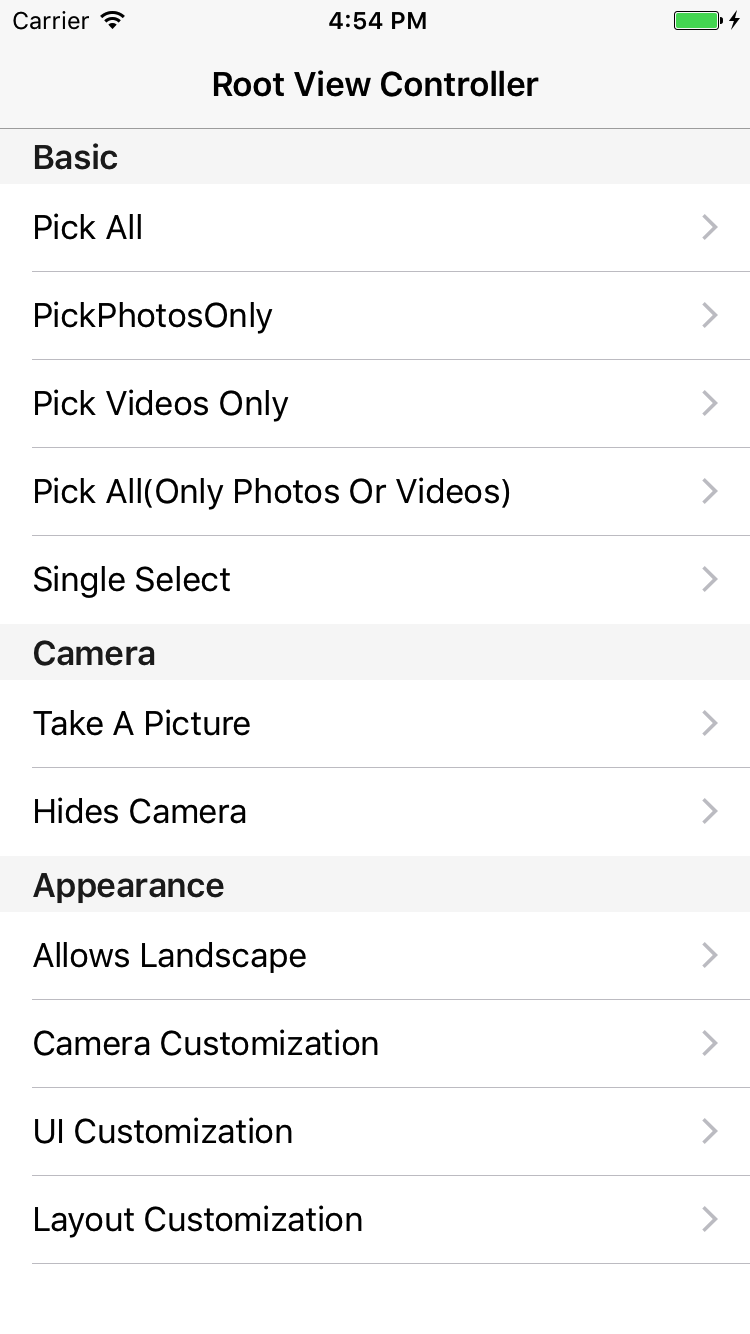 Carrier 4:54 PM
Root View Controller
Basic
Pick All
PickPhotosOnly
Pick Videos Only
Pick All(Only Photos Or Videos)
Single Select
Camera
Take A Picture
Hides Camera
Appearance
Allows Landscape
Camera Customization
UI Customization
Layout Customization